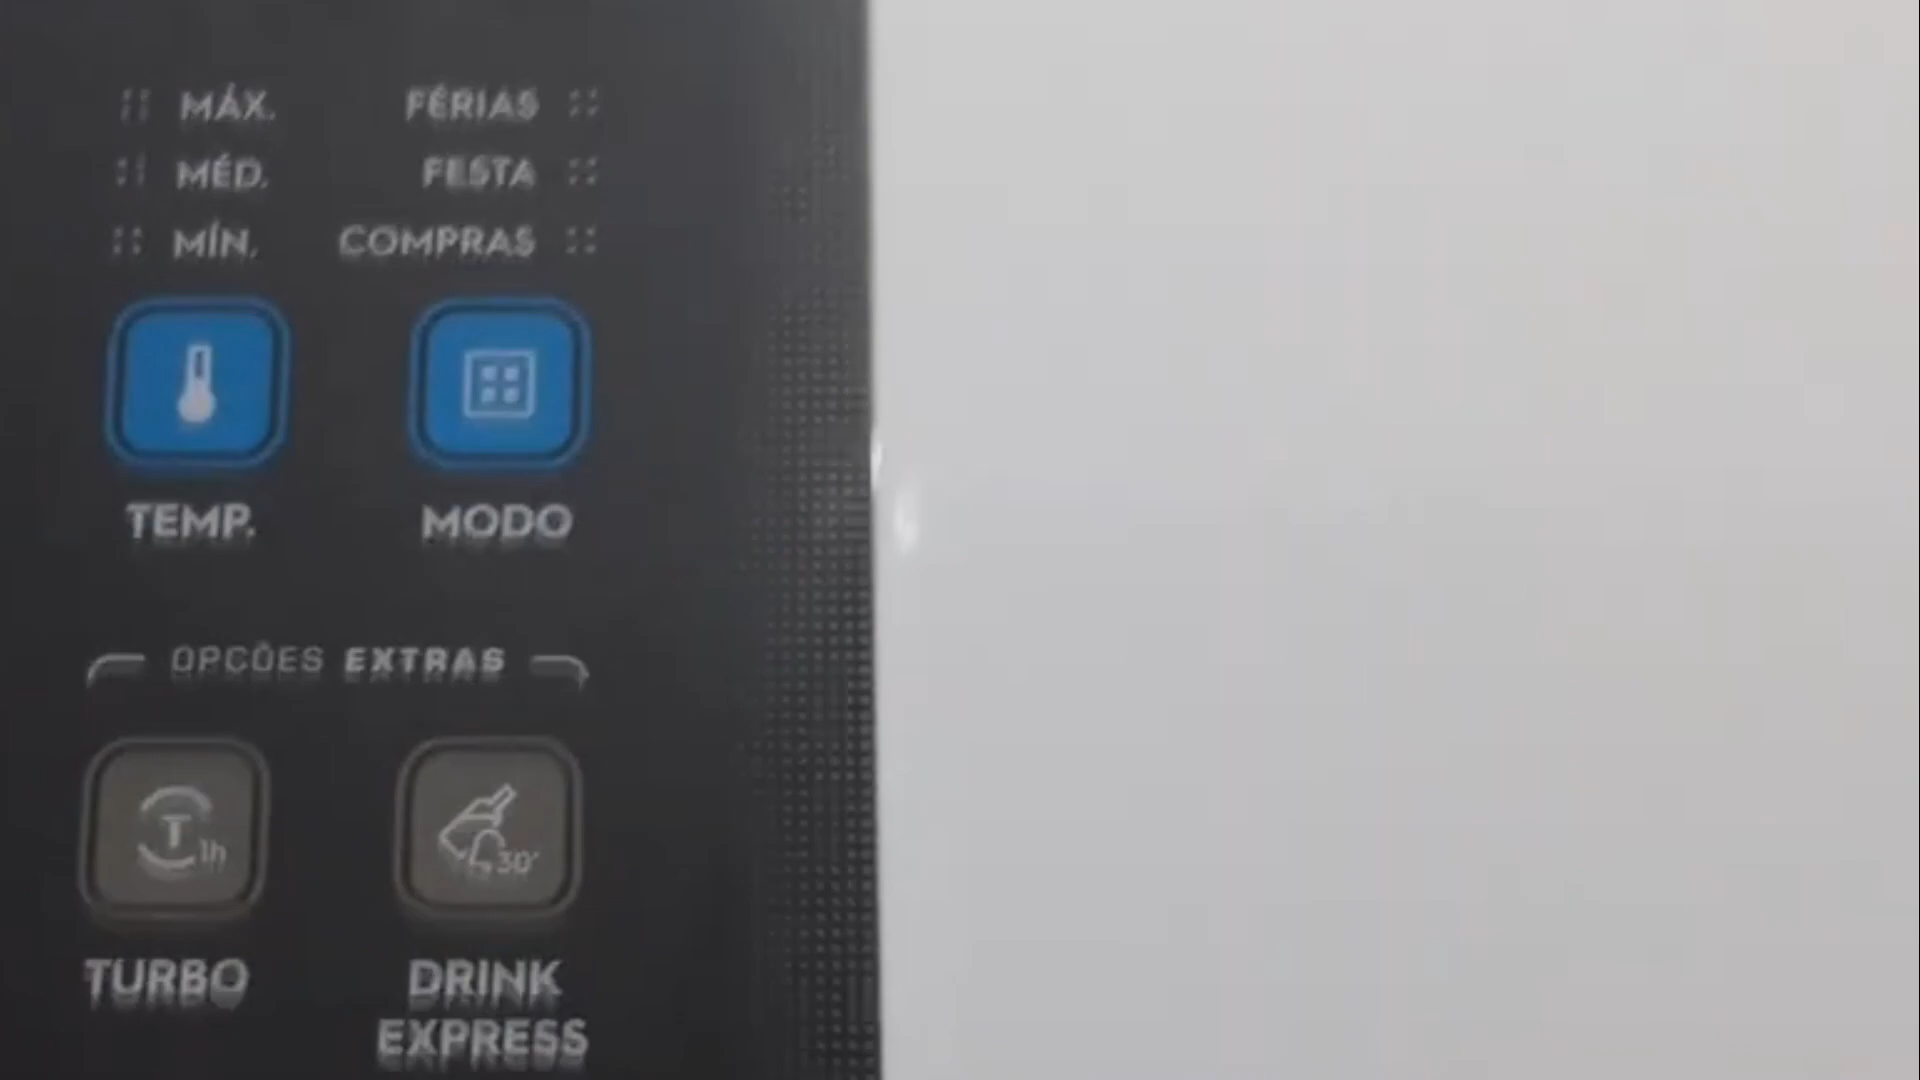 MÁX. FÉRIAS
MÉD. FESTA
MÍN. COMPRAS
TEMP. MODO
OPÇÕES EXTRAS
T 1h 30'
TURBO DRINK
EXPRESS